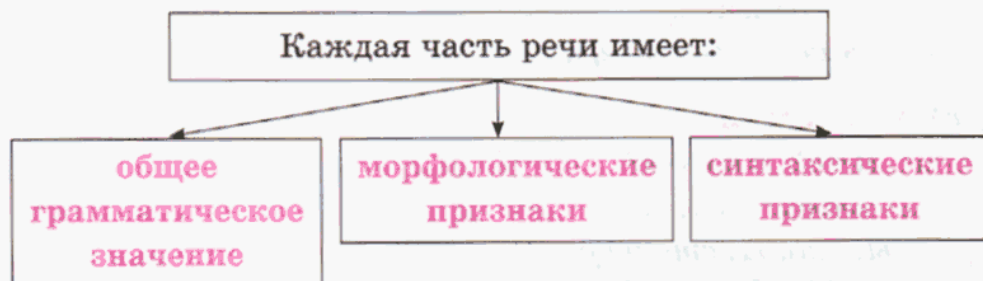 Каждая часть речи имеет:
общее
грамматическое
значение
морфологические
признаки
синтаксические
признаки